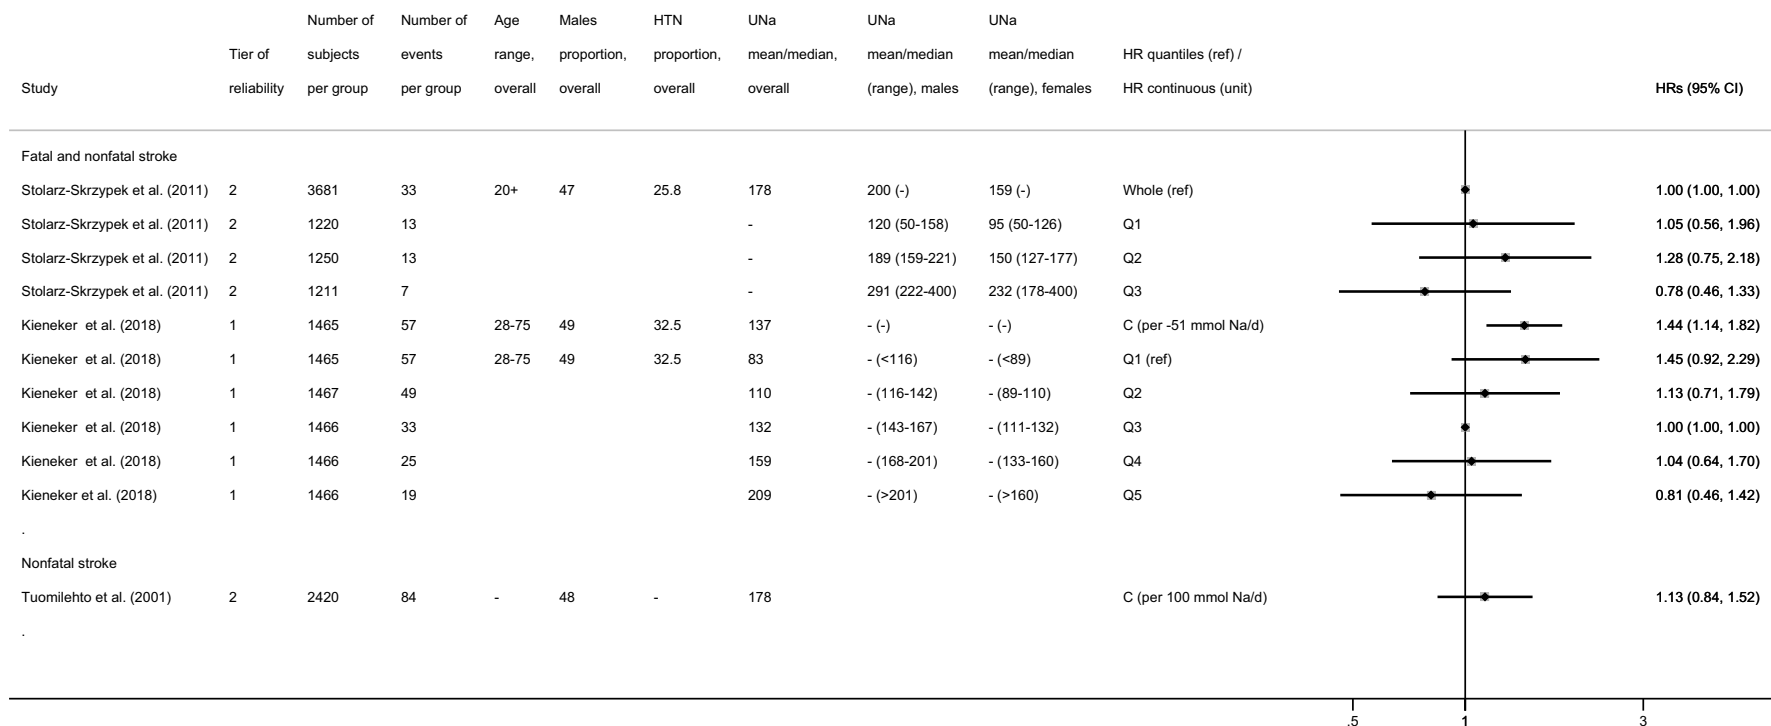 Number of Number of Age Males HTN UNa UNa UNa
Tier of subjects events range, proportion, proportion, mean/median, mean/median mean/median HR quantiles (ref) /
Study reliability per group per group overall overall overall overall (range), males (range), females HR continuous (unit) HRs (95% CI)
Fatal and nonfatal stroke
Stolarz-Skrzypek et al. (2011) 2 3681 33 20+ 47 25.8 178 200 (-) 159 (-) Whole (ref) 1.00 (1.00, 1.00)
Stolarz-Skrzypek et al. (2011) 2 1220 13 - 120 (50-158) 95 (50-126) Q1 1.05 (0.56, 1.96)
Stolarz-Skrzypek et al. (2011) 2 1250 13 - 189 (159-221) 150 (127-177) Q2 1.28 (0.75, 2.18)
Stolarz-Skrzypek et al. (2011) 2 1211 7 - 291 (222-400) 232 (178-400) Q3 0.78 (0.46, 1.33)
Kieneker et al. (2018) 1 1465 57 28-75 49 32.5 137 - (-) - (-) C (per -51 mmol Na/d) 1.44 (1.14, 1.82)
Kieneker et al. (2018) 1 1465 57 28-75 49 32.5 83 - (<116) - (<89) Q1 (ref) 1.45 (0.92, 2.29)
Kieneker et al. (2018) 1 1467 49 110 - (116-142) - (89-110) Q2 1.13 (0.71, 1.79)
Kieneker et al. (2018) 1 1466 33 132 - (143-167) - (111-132) Q3 1.00 (1.00, 1.00)
Kieneker et al. (2018) 1 1466 25 159 - (168-201) - (133-160) Q4 1.04 (0.64, 1.70)
Kieneker et al. (2018) 1 1466 19 209 - (>201) - (>160) Q5 0.81 (0.46, 1.42)
.
Nonfatal stroke
Tuomilehto et al. (2001) 2 2420 84 - 48 - 178 C (per 100 mmol Na/d) 1.13 (0.84, 1.52)
.
.5 1 3